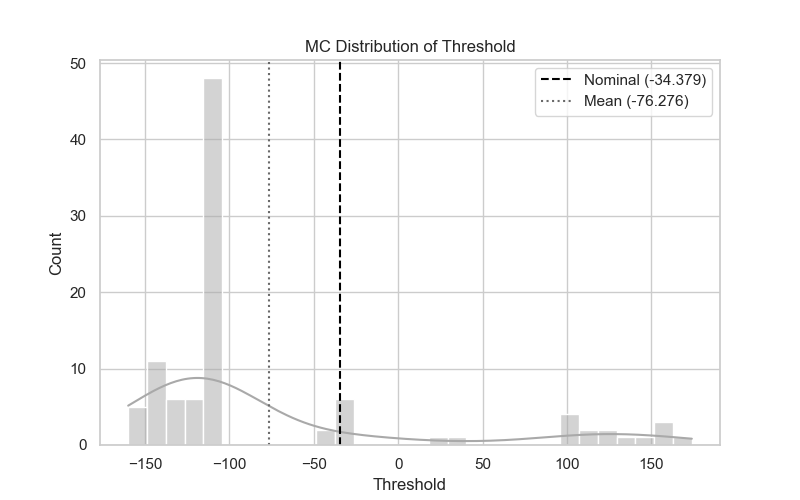 MC Distribution of Threshold
Nominal (-34.379)
Mean (-76.276)
Count
50
40
30
20
10
0
−150
−100
−50
0
50
100
150
Threshold